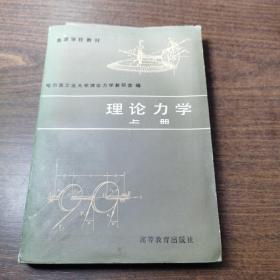 高等学校教材
哈尔滨工业大学理论力学教研室 编
理论力学
上册
高等教育出版社